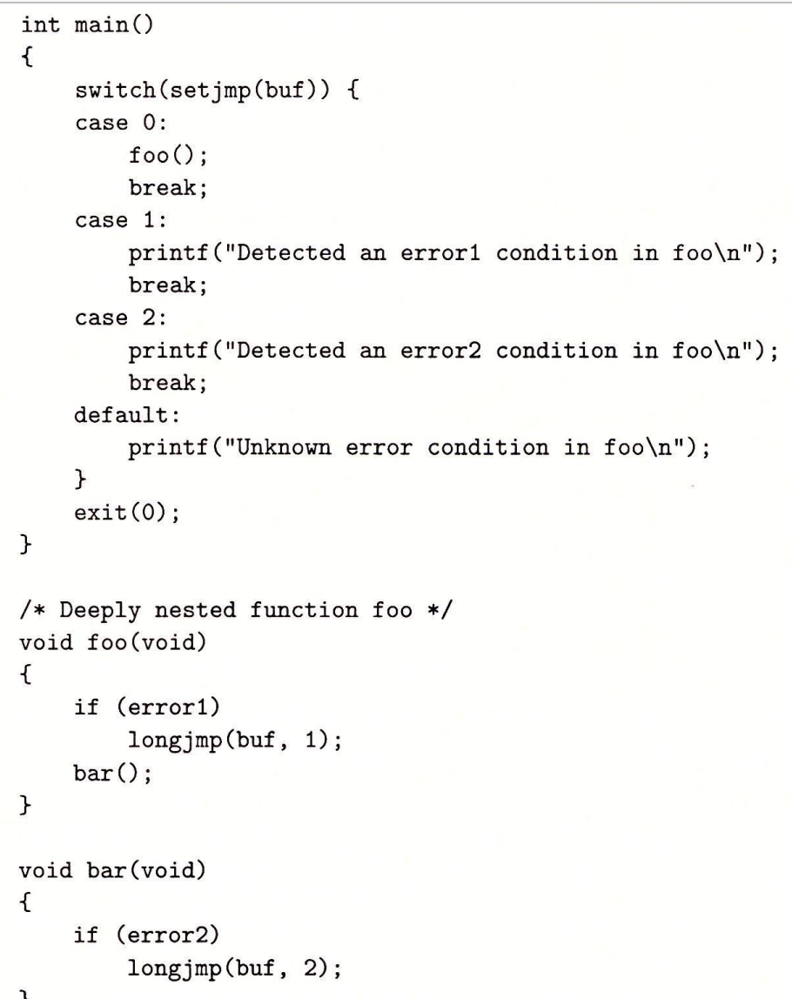 int main()
{
    switch(setjmp(buf)) {
    case 0:
        foo();
        break;
    case 1:
        printf("Detected an error1 condition in foo\n");
        break;
    case 2:
        printf("Detected an error2 condition in foo\n");
        break;
    default:
        printf("Unknown error condition in foo\n");
    }
    exit(0);
}

/* Deeply nested function foo */
void foo(void)
{
    if (error1)
        longjmp(buf, 1);
    bar();
}

void bar(void)
{
    if (error2)
        longjmp(buf, 2);
}